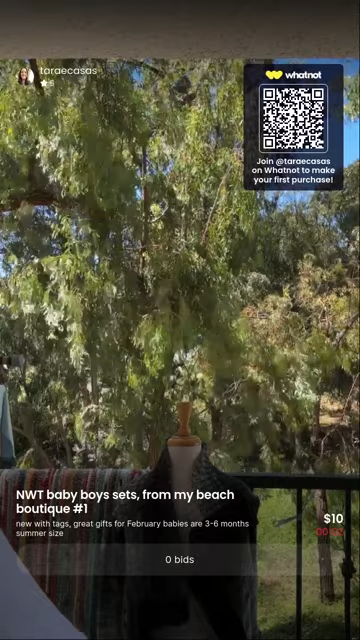 taraecasas
whatnot
Join @taraecasas
on Whatnot to make
your first purchase!
NWT baby boys sets, from my beach
boutique #1
new with tags, great gifts for February babies are 3-6 months
summer size
$10
0 bids